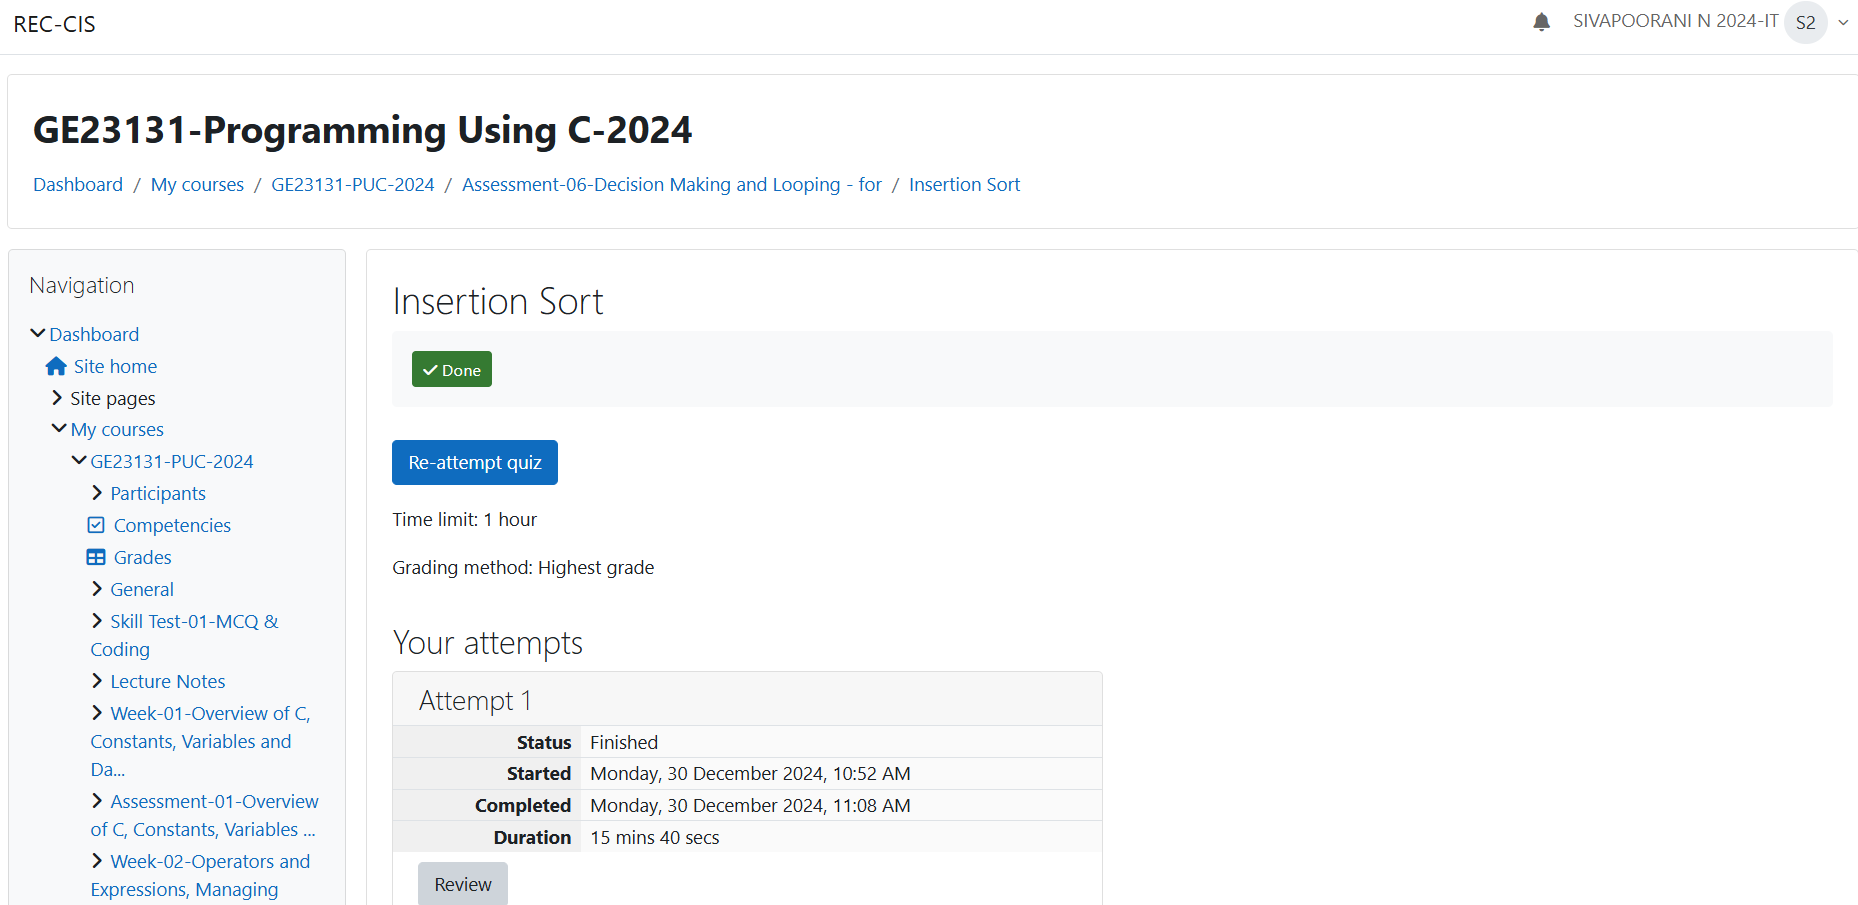 REC-CIS
SIVAPOORANI N 2024-IT S2
GE23131-Programming Using C-2024
Dashboard / My courses / GE23131-PUC-2024 / Assessment-06-Decision Making and Looping - for / Insertion Sort
Navigation
Dashboard
Site home
Site pages
My courses
GE23131-PUC-2024
Participants
Competencies
Grades
General
Skill Test-01-MCQ &
Coding
Lecture Notes
Week-01-Overview of C,
Constants, Variables and
Da...
Assessment-01-Overview
of C, Constants, Variables ...
Week-02-Operators and
Expressions, Managing
Insertion Sort
Done
Re-attempt quiz
Time limit: 1 hour
Grading method: Highest grade
Your attempts
Attempt 1
Status Finished
Started Monday, 30 December 2024, 10:52 AM
Completed Monday, 30 December 2024, 11:08 AM
Duration 15 mins 40 secs
Review